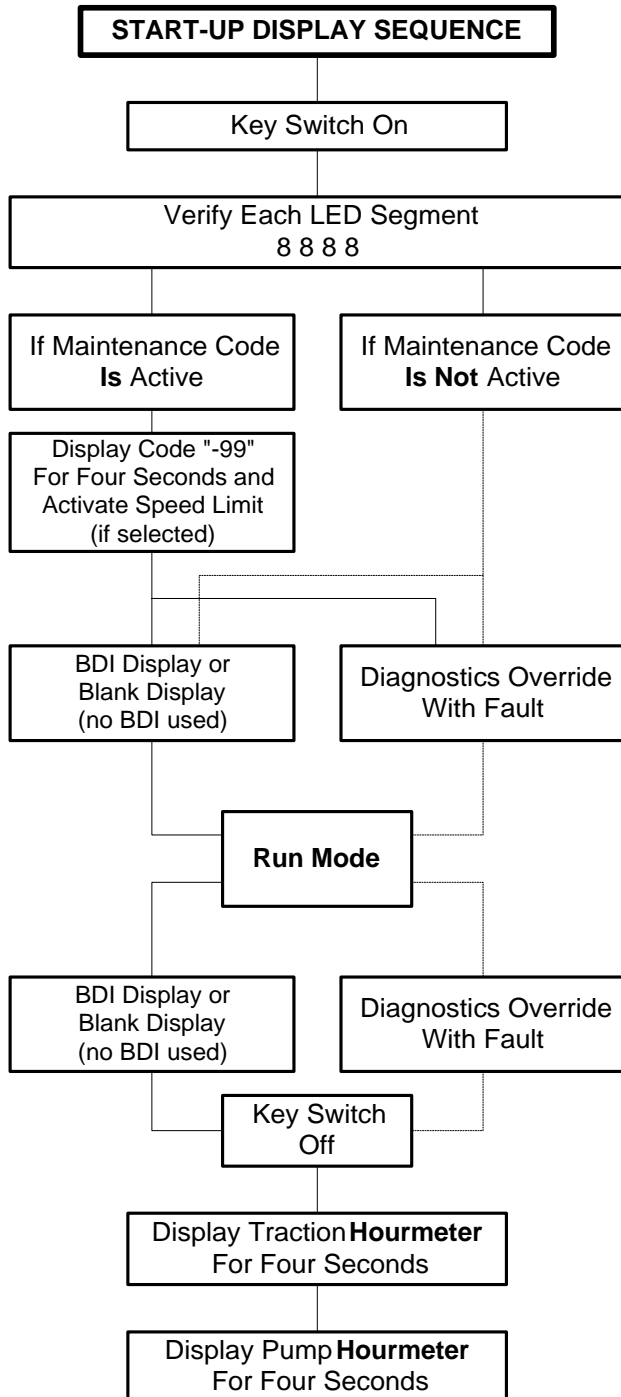 START-UP DISPLAY SEQUENCE
Key Switch On
Verify Each LED Segment
8 8 8 8
If Maintenance Code
Is Active
If Maintenance Code
Is Not Active
Display Code "-99"
For Four Seconds and
Activate Speed Limit
(if selected)
BDI Display or
Blank Display
(no BDI used)
Diagnostics Override
With Fault
Run Mode
BDI Display or
Blank Display
(no BDI used)
Diagnostics Override
With Fault
Key Switch
Off
Display Traction Hourmeter
For Four Seconds
Display Pump Hourmeter
For Four Seconds